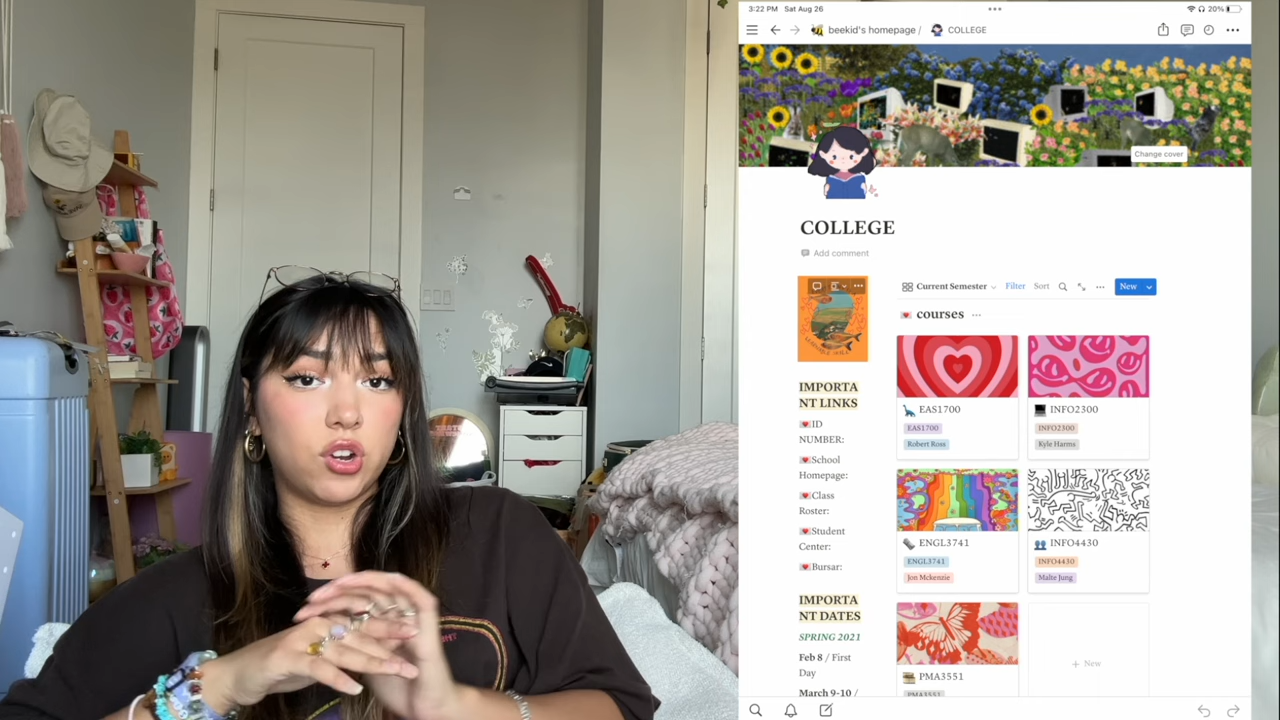 3:22 PM Sat Aug 26
20%
beekid's homepage / COLLEGE
Change cover
COLLEGE
Add comment
Current Semester
Filter
Sort
New
courses
IMPORTA
NT LINKS
ID
NUMBER:
School
Homepage:
Class
Roster:
Student
Center:
Bursar:
IMPORTA
NT DATES
SPRING 2021
Feb 8 / First
Day
March 9-10 /
EAS1700
EAS1700
Robert Ross
INFO2300
INFO2300
Kyle Harms
ENGL3741
ENGL3741
Jon Mckenzie
INFO4430
INFO4430
Malte Jung
PMA3551
PMA3551
+ New